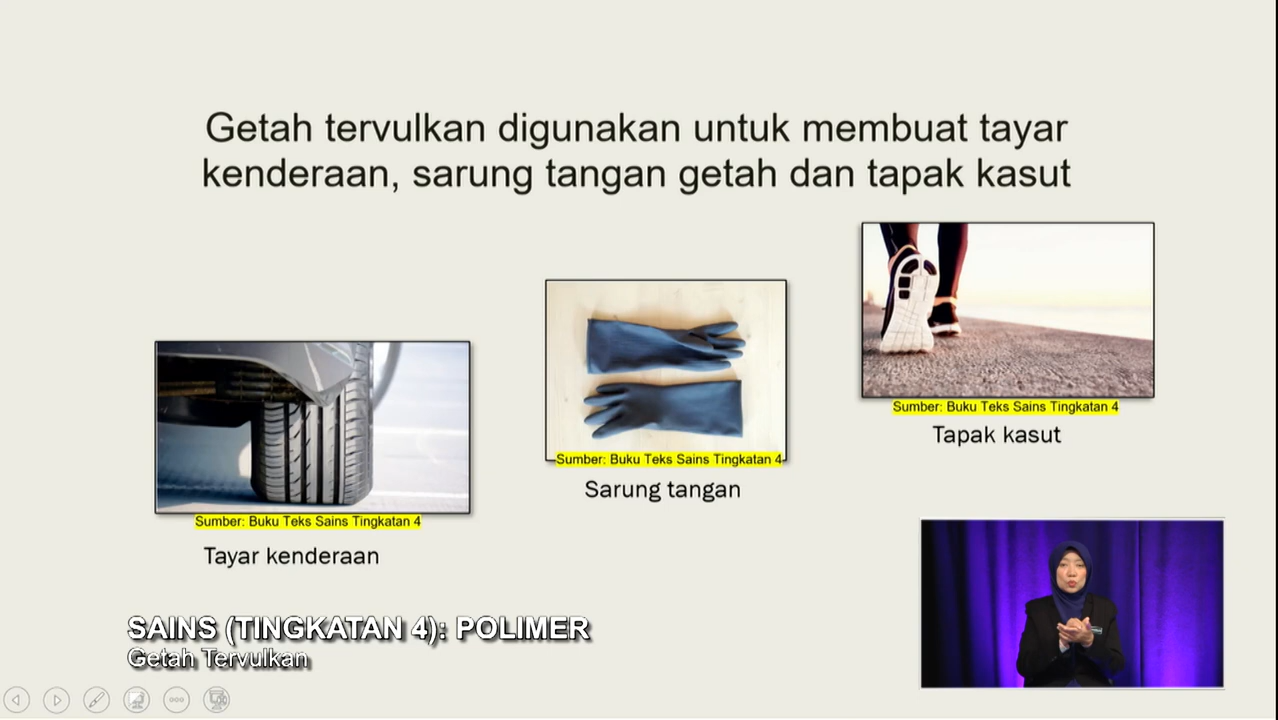 Getah tervulkan digunakan untuk membuat tayar
kenderaan, sarung tangan getah dan tapak kasut
Sumber: Buku Teks Sains Tingkatan 4
Tapak kasut
Sumber: Buku Teks Sains Tingkatan 4
Sarung tangan
Sumber: Buku Teks Sains Tingkatan 4
Tayar kenderaan
SAINS (TINGKATAN 4): POLIMER
Getah Tervulkan